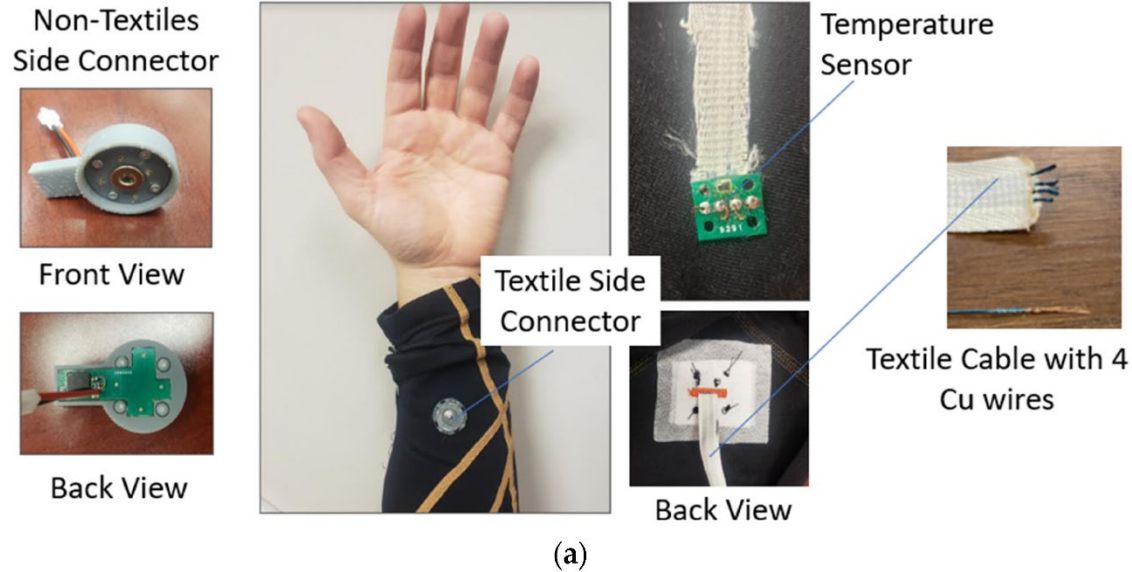 Non-Textiles
Side Connector
Front View
Back View
Textile Side
Connector
Temperature
Sensor
S2S1
Back View
Textile Cable with 4
Cu wires
(a)